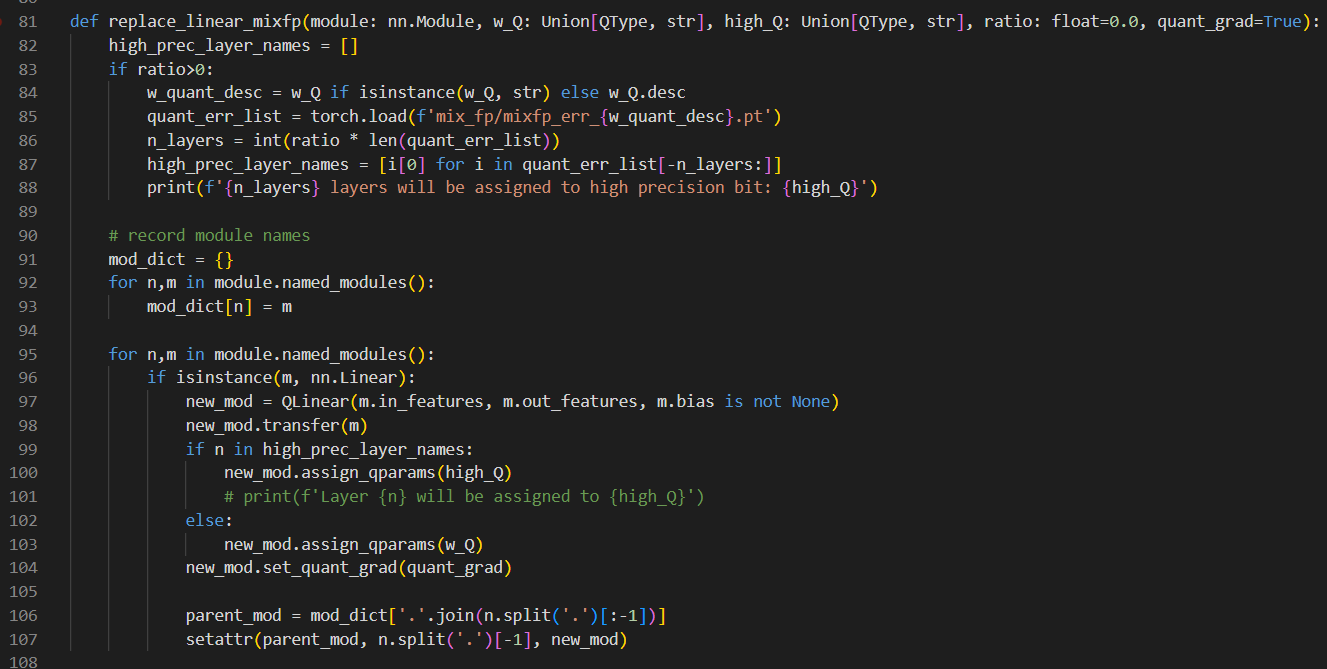 81 def replace_linear_mixfp(module: nn.Module, w_Q: Union[QType, str], high_Q: Union[QType, str], ratio: float=0.0, quant_grad=True):
82     high_prec_layer_names = []
83     if ratio>0:
84         w_quant_desc = w_Q if isinstance(w_Q, str) else w_Q.desc
85         quant_err_list = torch.load(f'mix_fp/mixfp_err_{w_quant_desc}.pt')
86         n_layers = int(ratio * len(quant_err_list))
87         high_prec_layer_names = [i[0] for i in quant_err_list[-n_layers:]]
88         print(f'{n_layers} layers will be assigned to high precision bit: {high_Q}')
89
90     # record module names
91     mod_dict = {}
92     for n,m in module.named_modules():
93         mod_dict[n] = m
94
95     for n,m in module.named_modules():
96         if isinstance(m, nn.Linear):
97             new_mod = QLinear(m.in_features, m.out_features, m.bias is not None)
98             new_mod.transfer(m)
99             if n in high_prec_layer_names:
100                 new_mod.assign_qparams(high_Q)
101                 # print(f'Layer {n} will be assigned to {high_Q}')
102             else:
103                 new_mod.assign_qparams(w_Q)
104             new_mod.set_quant_grad(quant_grad)
105
106             parent_mod = mod_dict['.'.join(n.split('.')[:-1])]
107             setattr(parent_mod, n.split('.')[-1], new_mod)
108